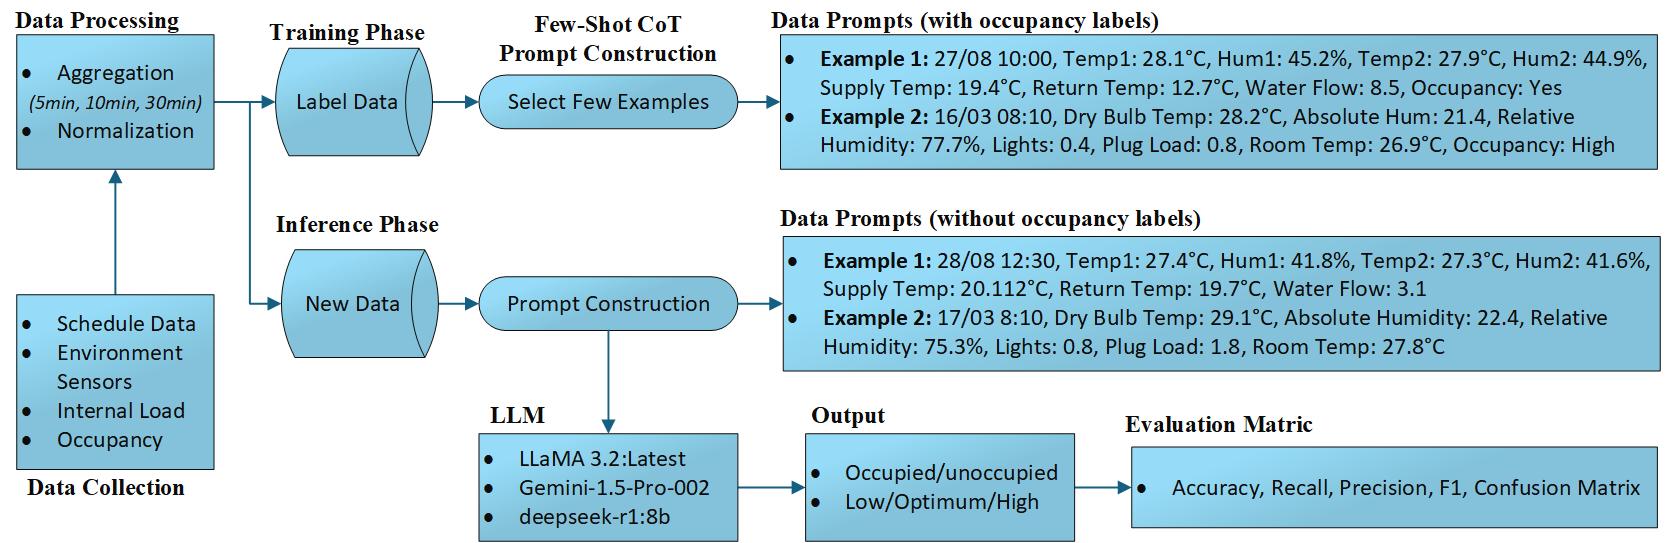 Data Processing
● Aggregation
(5min, 10min, 30min)
● Normalization
Training Phase
Label Data
Few-Shot CoT
Prompt Construction
Select Few Examples
Data Prompts (with occupancy labels)
● Example 1: 27/08 10:00, Temp1: 28.1°C, Hum1: 45.2%, Temp2: 27.9°C, Hum2: 44.9%,
Supply Temp: 19.4°C, Return Temp: 12.7°C, Water Flow: 8.5, Occupancy: Yes
● Example 2: 16/03 08:10, Dry Bulb Temp: 28.2°C, Absolute Hum: 21.4, Relative
Humidity: 77.7%, Lights: 0.4, Plug Load: 0.8, Room Temp: 26.9°C, Occupancy: High
Inference Phase
New Data
Prompt Construction
Data Prompts (without occupancy labels)
● Example 1: 28/08 12:30, Temp1: 27.4°C, Hum1: 41.8%, Temp2: 27.3°C, Hum2: 41.6%,
Supply Temp: 20.112°C, Return Temp: 19.7°C, Water Flow: 3.1
● Example 2: 17/03 8:10, Dry Bulb Temp: 29.1°C, Absolute Humidity: 22.4, Relative
Humidity: 75.3%, Lights: 0.8, Plug Load: 1.8, Room Temp: 27.8°C
● Schedule Data
● Environment
Sensors
● Internal Load
● Occupancy
Data Collection
LLM
● LLaMA 3.2:Latest
● Gemini-1.5-Pro-002
● deepseek-r1:8b
Output
● Occupied/unoccupied
● Low/Optimum/High
Evaluation Matric
● Accuracy, Recall, Precision, F1, Confusion Matrix